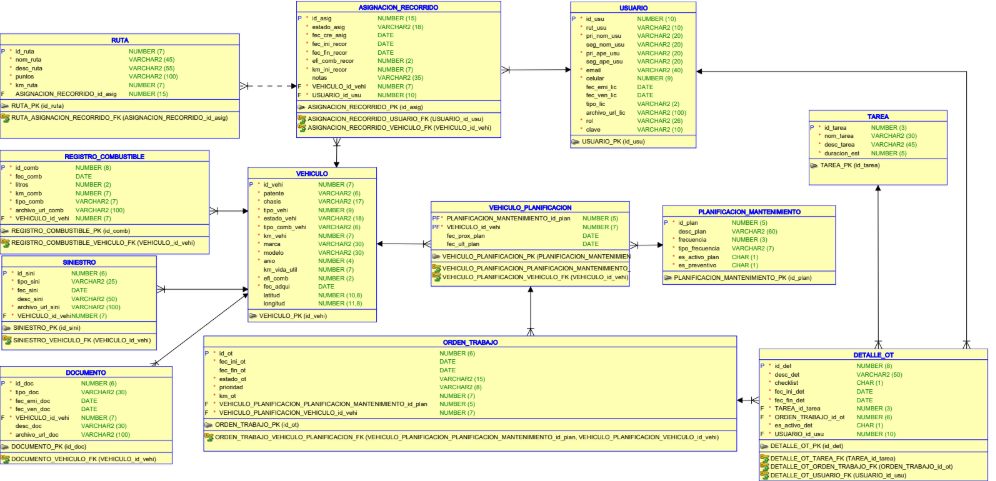 RUTA
P * id_ruta NUMBER (7)
* nom_ruta VARCHAR2 (45)
* desc_ruta VARCHAR2 (55)
* puntos VARCHAR2 (100)
* km_ruta NUMBER (7)
F ASIGNACION_RECORRIDO_id_asig NUMBER (15)
RUTA_PK (id_ruta)
RUTA_ASIGNACION_RECORRIDO_FK (ASIGNACION_RECORRIDO_id_asig)
ASIGNACION_RECORRIDO
P * id_asig NUMBER (15)
* estado_asig VARCHAR2 (18)
* fec_cre_asig DATE
* fec_ini_recor DATE
* fec_fin_recor DATE
* efi_comb_recor NUMBER (2)
* km_ini_recor NUMBER (7)
notas VARCHAR2 (35)
F * VEHICULO_id_vehi NUMBER (7)
F * USUARIO_id_usu NUMBER (10)
ASIGNACION_RECORRIDO_PK (id_asig)
ASIGNACION_RECORRIDO_USUARIO_FK (USUARIO_id_usu)
ASIGNACION_RECORRIDO_VEHICULO_FK (VEHICULO_id_vehi)
USUARIO
P * id_usu NUMBER (10)
* rut_usu VARCHAR2 (10)
* pri_nom_usu VARCHAR2 (20)
seg_nom_usu VARCHAR2 (20)
* pri_ape_usu VARCHAR2 (20)
seg_ape_usu VARCHAR2 (20)
* email VARCHAR2 (40)
* celular NUMBER (9)
fec_emi_lic DATE
fec_ven_lic DATE
tipo_lic VARCHAR2 (2)
archivo_url_lic VARCHAR2 (100)
* rol VARCHAR2 (28)
* clave VARCHAR2 (10)
USUARIO_PK (id_usu)
TAREA
P * id_tarea NUMBER (3)
* nom_tarea VARCHAR2 (30)
* desc_tarea VARCHAR2 (45)
* duracion_est NUMBER (5)
TAREA_PK (id_tarea)
REGISTRO_COMBUSTIBLE
P * id_comb NUMBER (8)
* fec_comb DATE
* litros NUMBER (2)
* km_comb NUMBER (7)
* tipo_comb VARCHAR2 (7)
* archivo_url_comb VARCHAR2 (100)
F * VEHICULO_id_vehi NUMBER (7)
REGISTRO_COMBUSTIBLE_PK (id_comb)
REGISTRO_COMBUSTIBLE_VEHICULO_FK (VEHICULO_id_vehi)
VEHICULO
P * id_vehi NUMBER (7)
* patente VARCHAR2 (6)
* chasis VARCHAR2 (17)
* tipo_vehi NUMBER (9)
* estado_vehi VARCHAR2 (18)
* tipo_comb_vehi VARCHAR2 (6)
* km_vehi NUMBER (7)
* marca VARCHAR2 (30)
* modelo VARCHAR2 (30)
* anio NUMBER (4)
* km_vida_util NUMBER (7)
* efi_comb NUMBER (2)
* fec_adqui DATE
latitud NUMBER (10,8)
longitud NUMBER (11,8)
VEHICULO_PK (id_vehi)
VEHICULO_PLANIFICACION
PF * PLANIFICACION_MANTENIMIENTO_id_plan NUMBER (5)
PF * VEHICULO_id_vehi NUMBER (7)
fec_prox_plan DATE
fec_ult_plan DATE
VEHICULO_PLANIFICACION_PK (PLANIFICACION_MANTENIMIEN
VEHICULO_PLANIFICACION_PLANIFICACION_MANTENIMIENTO_
VEHICULO_PLANIFICACION_VEHICULO_FK (VEHICULO_id_vehi)
PLANIFICACION_MANTENIMIENTO
P * id_plan NUMBER (5)
desc_plan VARCHAR2 (60)
* frecuencia NUMBER (3)
* tipo_frecuencia VARCHAR2 (7)
* es_activo_plan CHAR (1)
* es_preventivo CHAR (1)
PLANIFICACION_MANTENIMIENTO_PK (id_plan)
SINIESTRO
P * id_sini NUMBER (6)
* tipo_sini VARCHAR2 (25)
* fec_sini DATE
desc_sini VARCHAR2 (50)
* archivo_url_sini VARCHAR2 (100)
F * VEHICULO_id_vehi NUMBER (7)
SINIESTRO_PK (id_sini)
SINIESTRO_VEHICULO_FK (VEHICULO_id_vehi)
DOCUMENTO
P * id_doc NUMBER (6)
* tipo_doc VARCHAR2 (30)
* fec_emi_doc DATE
* fec_ven_doc DATE
F * VEHICULO_id_vehi NUMBER (7)
desc_doc VARCHAR2 (30)
* archivo_url_doc VARCHAR2 (100)
DOCUMENTO_PK (id_doc)
DOCUMENTO_VEHICULO_FK (VEHICULO_id_vehi)
ORDEN_TRABAJO
P * id_ot NUMBER (6)
* fec_ini_ot DATE
fec_fin_ot DATE
* estado_ot VARCHAR2 (15)
* prioridad VARCHAR2 (8)
* km_ot NUMBER (7)
F * VEHICULO_PLANIFICACION_PLANIFICACION_MANTENIMIENTO_id_plan NUMBER (5)
F * VEHICULO_PLANIFICACION_VEHICULO_id_vehi NUMBER (7)
ORDEN_TRABAJO_PK (id_ot)
ORDEN_TRABAJO_VEHICULO_PLANIFICACION_FK (VEHICULO_PLANIFICACION_PLANIFICACION_MANTENIMIENTO_id_plan, VEHICULO_PLANIFICACION_VEHICULO_id_vehi)
DETALLE_OT
P * id_det NUMBER (8)
* desc_det VARCHAR2 (50)
* checklist CHAR (1)
* fec_ini_det DATE
* fec_fin_det DATE
F * TAREA_id_tarea NUMBER (3)
F * ORDEN_TRABAJO_id_ot NUMBER (6)
* es_activo_det CHAR (1)
F * USUARIO_id_usu NUMBER (10)
DETALLE_OT_PK (id_det)
DETALLE_OT_TAREA_FK (TAREA_id_tarea)
DETALLE_OT_ORDEN_TRABAJO_FK (ORDEN_TRABAJO_id_ot)
DETALLE_OT_USUARIO_FK (USUARIO_id_usu)